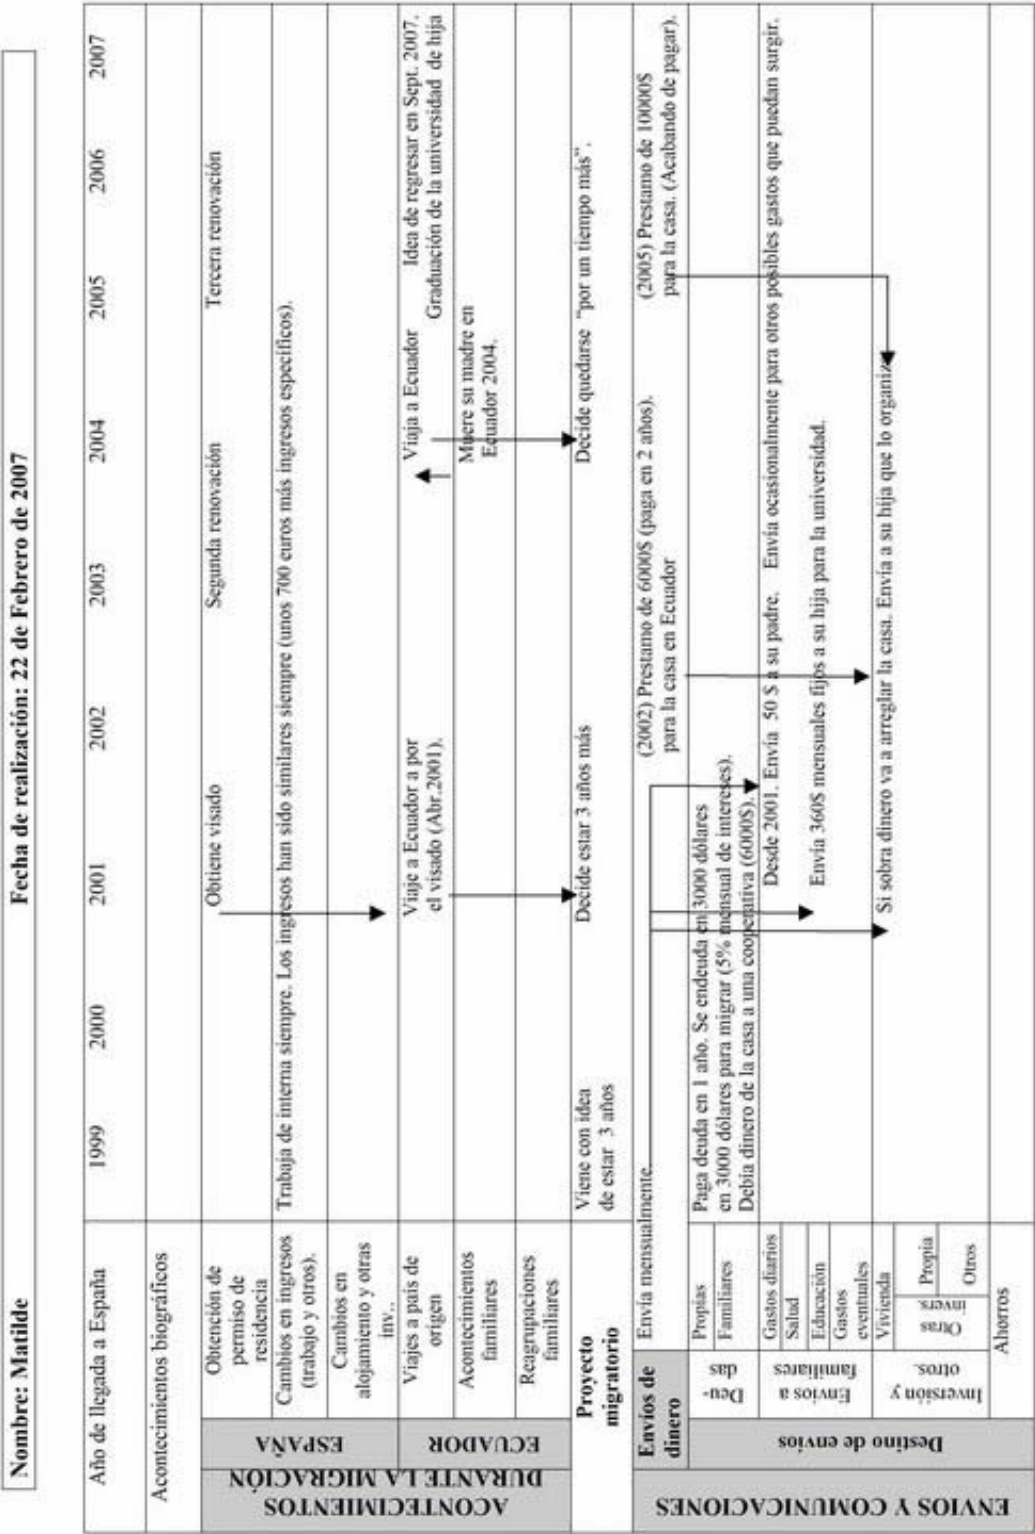 Nombre: Matilde Fecha de realización: 22 de Febrero de 2007
Año de llegada a España 1999 2000 2001 2002 2003 2004 2005 2006 2007
Acontecimientos biográficos
ACONTECIMIENTOS
DURANTE LA MIGRACIÓN
ESPAÑA
Obtención de
permiso de
residencia
Obtiene visado Segunda renovación Tercera renovación
Cambios en ingresos
(trabajo y otros).
Trabaja de interna siempre. Los ingresos han sido similares siempre (unos 700 euros más ingresos específicos).
Cambios en
alojamiento y otras
inv..
ECUADOR
Viajes a país de
origen
Viaje a Ecuador a por
el visado (Abr.2001).
Viaja a Ecuador
Idea de regresar en Sept. 2007.
Graduación de la universidad de hija
Acontecimientos
familiares
Muere su madre en
Ecuador 2004.
Reagrupaciones
familiares
Proyecto
migratorio
Viene con idea
de estar 3 años
Decide estar 3 años más
Decide quedarse "por un tiempo más".
ENVIOS Y COMUNICACIONES
Envíos de
dinero
Envía mensualmente
(2002) Prestamo de 6000$ (paga en 2 años).
para la casa en Ecuador
(2005) Prestamo de 10000$
para la casa. (Acabando de pagar).
Destino de envios
Deu-
das
Propias
Familiares
Paga deuda en 1 año. Se endeuda en 3000 dólares
en 3000 dólares para migrar (5% mensual de intereses).
Debía dinero de la casa a una cooperativa (6000$).
Envíos a
familiares
Gastos diarios
Salud
Educación
Gastos
eventuales
Desde 2001. Envía 50 $ a su padre. Envía ocasionalmente para otros posibles gastos que puedan surgir.
Envía 360$ mensuales fijos a su hija para la universidad.
Inversión y
otros.
Vivienda
Si sobra dinero va a arreglar la casa. Envía a su hija que lo organiz
Otras
invers.
Propia
Otros
Ahorros